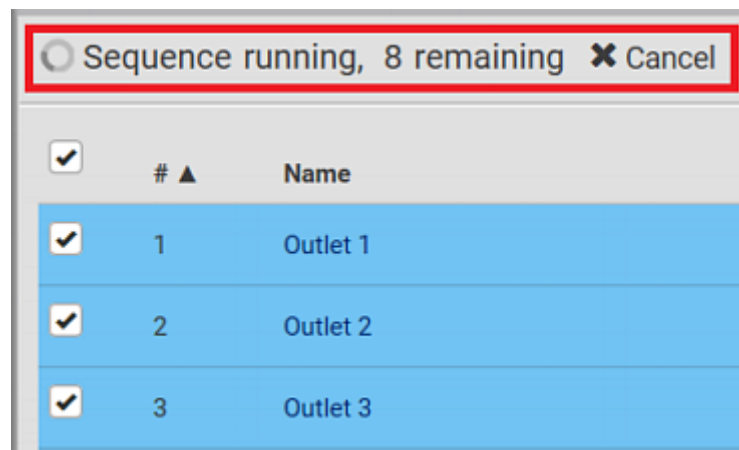 Sequence running, 8 remaining ✖ Cancel
# ▲ Name
1 Outlet 1
2 Outlet 2
3 Outlet 3